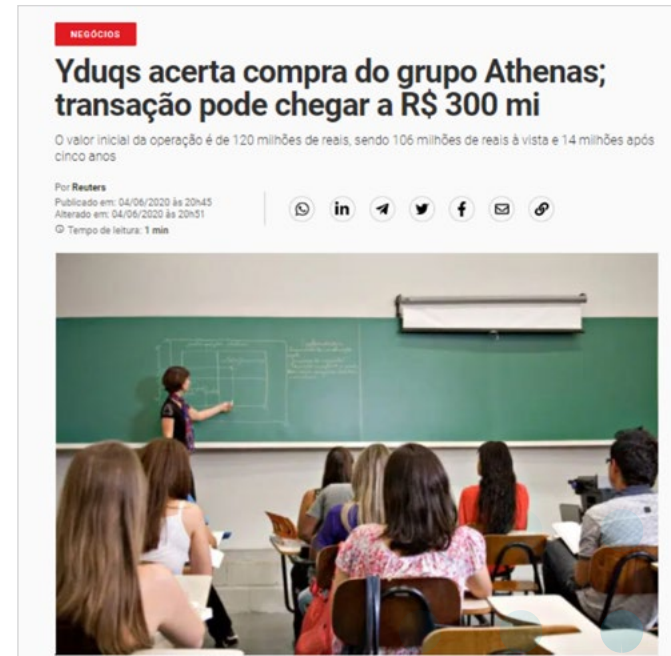 NEGÓCIOS
Yduqs acerta compra do grupo Athenas;
transação pode chegar a R$ 300 mi
O valor inicial da operação é de 120 milhões de reais, sendo 106 milhões de reais à vista e 14 milhões após
cinco anos
Por Reuters
Publicado em: 04/06/2020 às 20h45
Alterado em: 04/06/2020 às 20h51
Tempo de leitura: 1 min